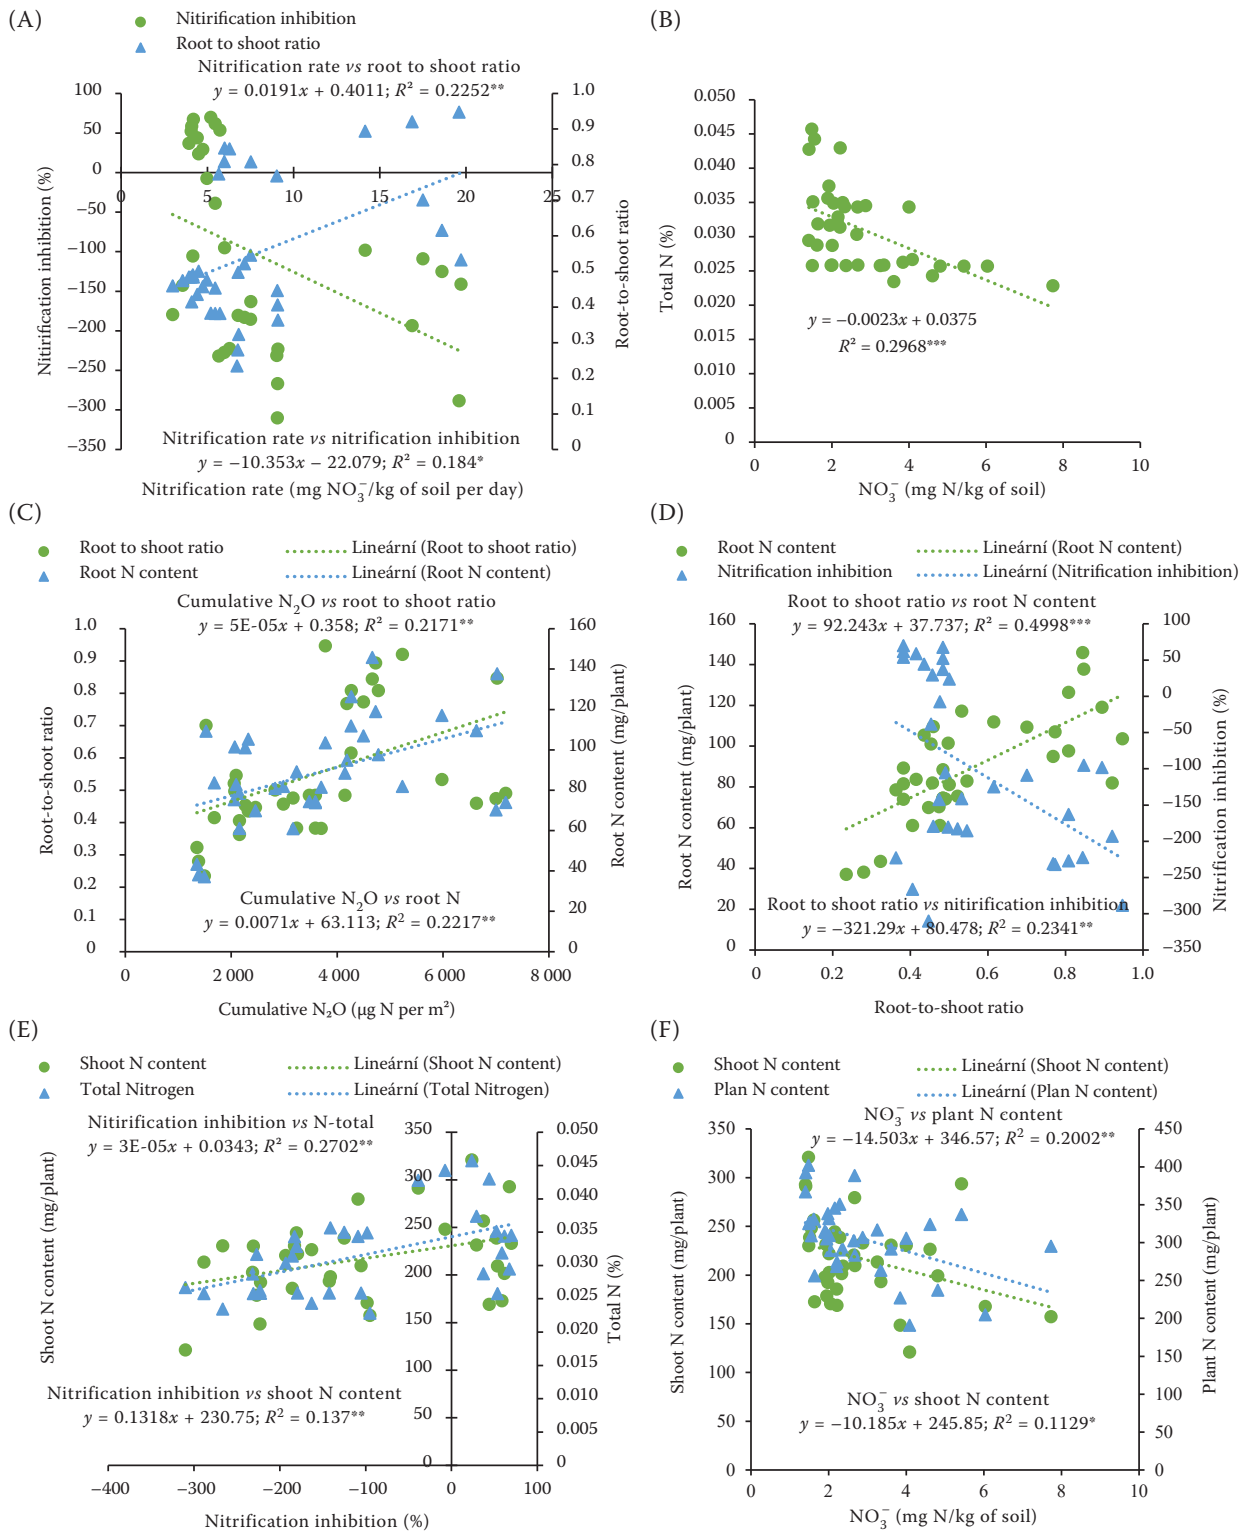 (A)
Nitirification inhibition
Root to shoot ratio
Nitrification rate vs root to shoot ratio
y = 0.0191x + 0.4011; R² = 0.2252**
100
50
0
−50
−100
−150
−200
−250
−300
−350
Nitirification inhibition (%)
0 5 10 15 20 25
1.0
0.9
0.8
0.7
0.6
0.5
0.4
0.3
0.2
0.1
0
Root-to-shoot ratio
Nitrification rate vs nitrification inhibition
y = −10.353x − 22.079; R² = 0.184*
Nitrification rate (mg NO₃⁻/kg of soil per day)
(B)
0.050
0.045
0.040
0.035
0.030
0.025
0.020
0.015
0.010
0.005
0
Total N (%)
y = −0.0023x + 0.0375
R² = 0.2968***
0 2 4 6 8 10
NO₃⁻ (mg N/kg of soil)
(C)
Root to shoot ratio
Lineární (Root to shoot ratio)
Root N content
Lineární (Root N content)
Cumulative N₂O vs root to shoot ratio
y = 5E-05x + 0.358; R² = 0.2171**
1.0
0.9
0.8
0.7
0.6
0.5
0.4
0.3
0.2
0.1
0
Root-to-shoot ratio
160
140
120
100
80
60
40
20
0
Root N content (mg/plant)
Cumulative N₂O vs root N
y = 0.0071x + 63.113; R² = 0.2217**
0 2 000 4 000 6 000 8 000
Cumulative N₂O (µg N per m²)
(D)
Root N content
Lineární (Root N content)
Nitrification inhibition
Lineární (Nitrification inhibition)
Root to shoot ratio vs root N content
y = 92.243x + 37.737; R² = 0.4998***
160
140
120
100
80
60
40
20
0
Root N content (mg/plant)
100
50
0
−50
−100
−150
−200
−250
−300
−350
Nitrification inhibition (%)
Root to shoot ratio vs nitirification inhibition
y = −321.29x + 80.478; R² = 0.2341**
0 0.2 0.4 0.6 0.8 1.0
Root-to-shoot ratio
(E)
Shoot N content
Lineární (Shoot N content)
Total Nitrogen
Lineární (Total Nitrogen)
Nitirification inhibition vs N-total
y = 3E-05x + 0.0343; R² = 0.2702**
Shoot N content (mg/plant)
350
300
250
200
150
100
50
0
0.050
0.045
0.040
0.035
0.030
0.025
0.020
0.015
0.010
0.005
0
Total N (%)
Nitrification inhibition vs shoot N content
y = 0.1318x + 230.75; R² = 0.137**
−400 −300 −200 −100 0 100
Nitrification inhibition (%)
(F)
Shoot N content
Lineární (Shoot N content)
Plan N content
Lineární (Plan N content)
NO₃⁻ vs plant N content
y = −14.503x + 346.57; R² = 0.2002**
350
300
250
200
150
100
50
0
Shoot N content (mg/plant)
450
400
350
300
250
200
150
100
50
0
Plant N content (mg/plant)
NO₃⁻ vs shoot N content
y = −10.185x + 245.85; R² = 0.1129*
0 2 4 6 8 10
NO₃⁻ (mg N/kg of soil)